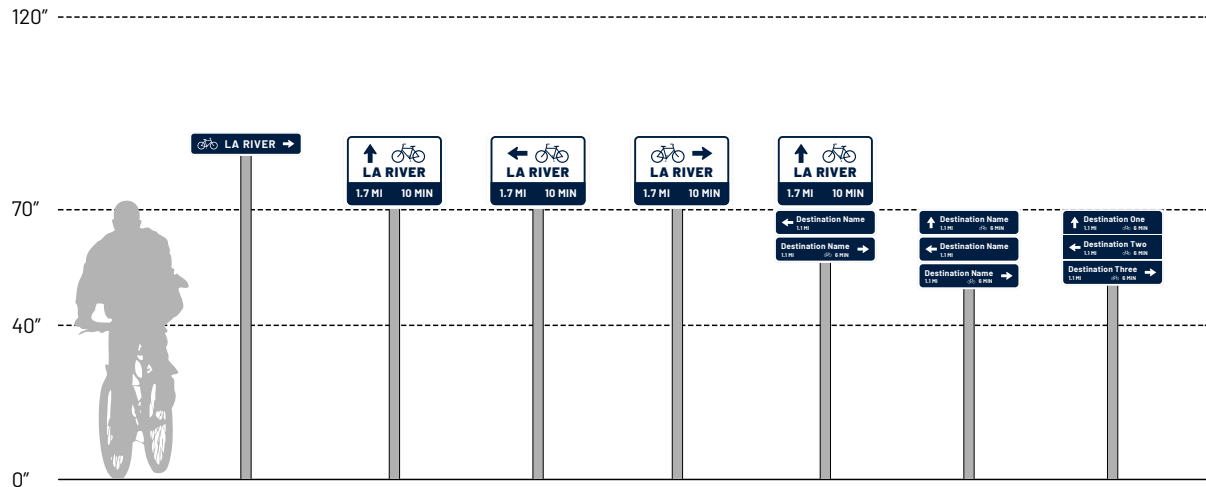 120"
70"
40"
0"
LA RIVER
LA RIVER
1.7 MI 10 MIN
LA RIVER
1.7 MI 10 MIN
LA RIVER
1.7 MI 10 MIN
LA RIVER
1.7 MI 10 MIN
Destination Name
1.1 MI
Destination Name
1.1 MI 6 MIN
Destination Name
1.1 MI 6 MIN
Destination Name
1.1 MI
Destination Name
1.1 MI 6 MIN
Destination One
1.1 MI 6 MIN
Destination Two
1.1 MI 6 MIN
Destination Three
1.1 MI 6 MIN